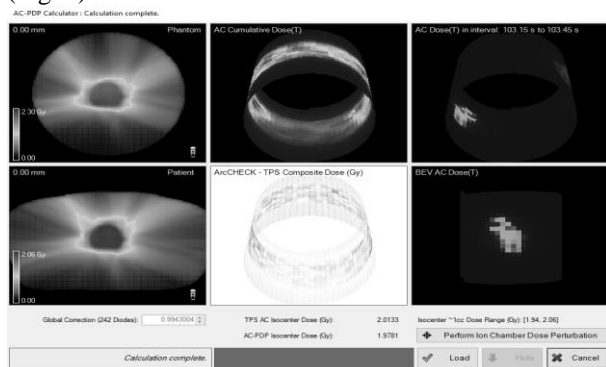 AC-PDP Calculator : Calculation complete.
0.00 mm Phantom
2.30 Gy
0.00
AC Cumulative Dose(T)
AC Dose(T) in interval: 103.15 s to 103.45 s
0.00 mm Patient
2.06 Gy
0.00
ArcCHECK - TPS Composite Dose (Gy)
BEV AC Dose(T)
Global Correction (242 Diodes): 0.9943004
TPS AC Isocenter Dose (Gy): 2.0133
Isocenter ~1cc Dose Range (Gy): [1.94, 2.06]
AC-PDP Isocenter Dose (Gy): 1.9781
Perform Ion Chamber Dose Perturbation
Calculation complete.
Load
Hide
Cancel